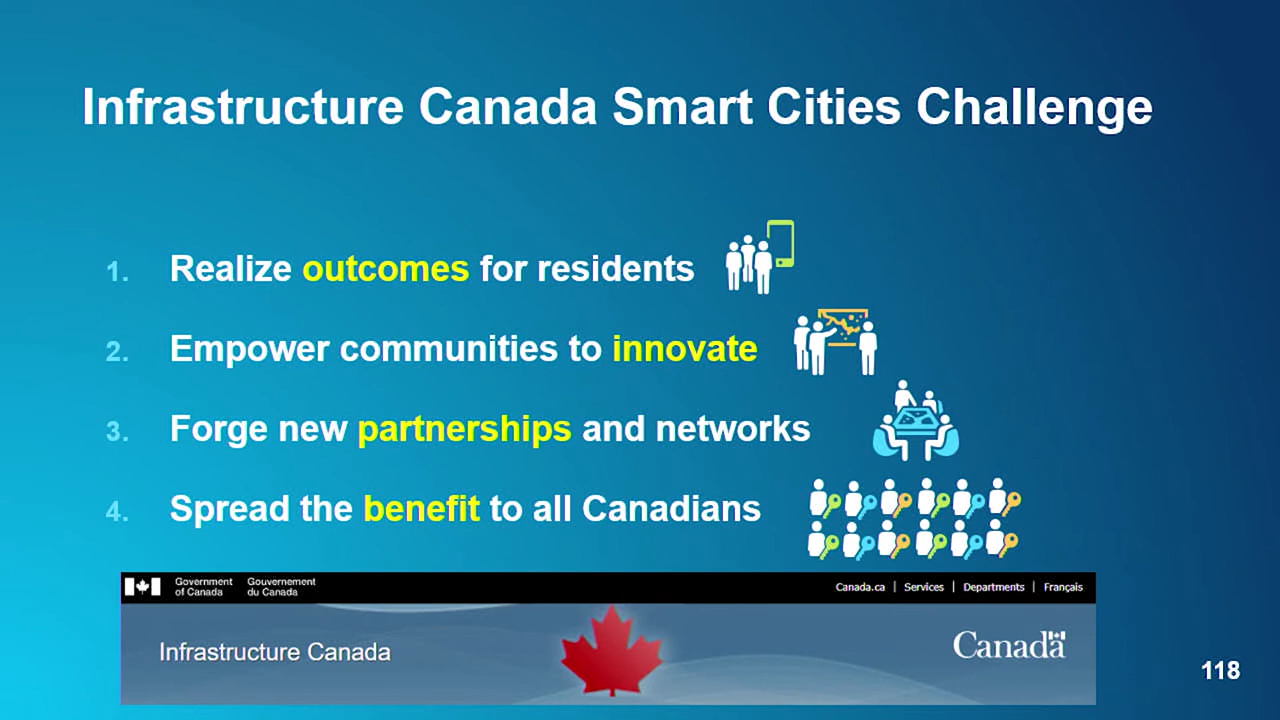 Infrastructure Canada Smart Cities Challenge
1. Realize outcomes for residents
2. Empower communities to innovate
3. Forge new partnerships and networks
4. Spread the benefit to all Canadians
Government of Canada
Gouvernement du Canada
Canada.ca | Services | Departments | Français
Infrastructure Canada
Canada
118